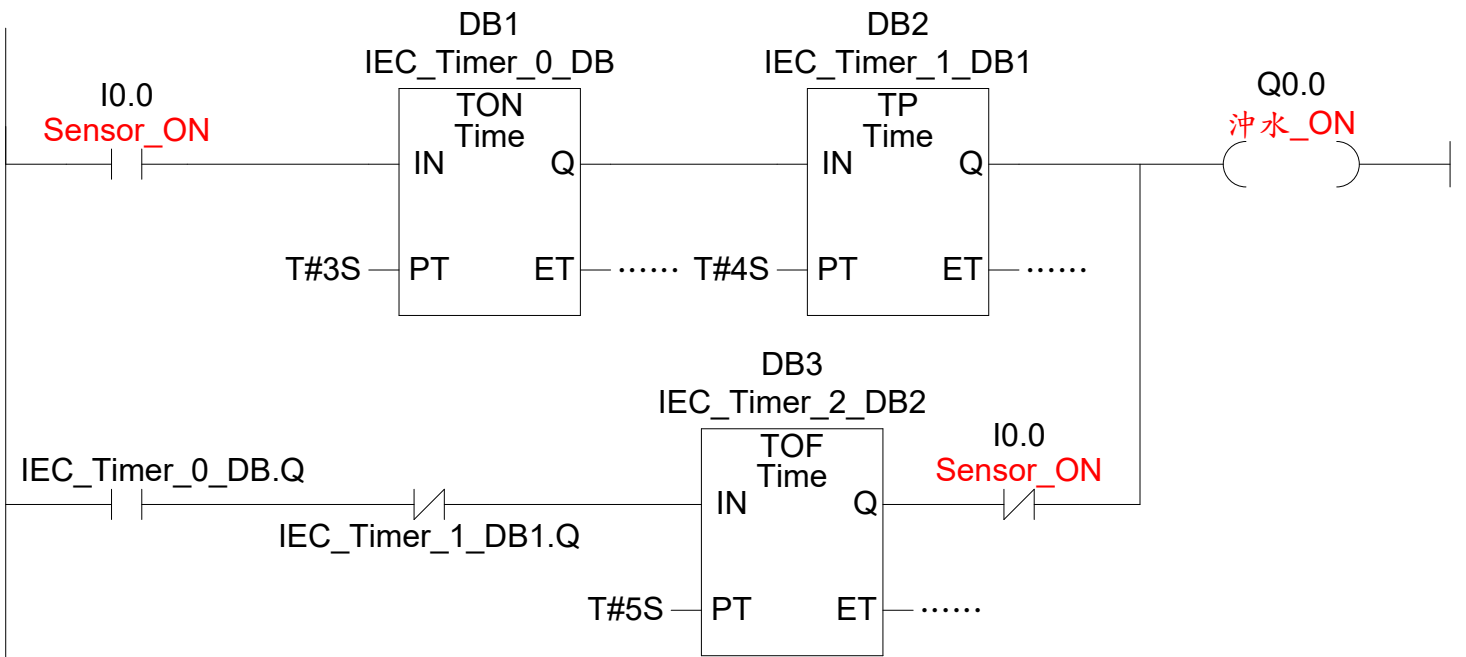 DB1
IEC_Timer_0_DB
DB2
IEC_Timer_1_DB1
I0.0
Sensor_ON
TON
Time
IN
Q
T#3S
PT
ET
······
TP
Time
IN
Q
T#4S
PT
ET
······
Q0.0
冲水_ON
DB3
IEC_Timer_2_DB2
IEC_Timer_0_DB.Q
IEC_Timer_1_DB1.Q
TOF
Time
IN
Q
T#5S
PT
ET
······
I0.0
Sensor_ON